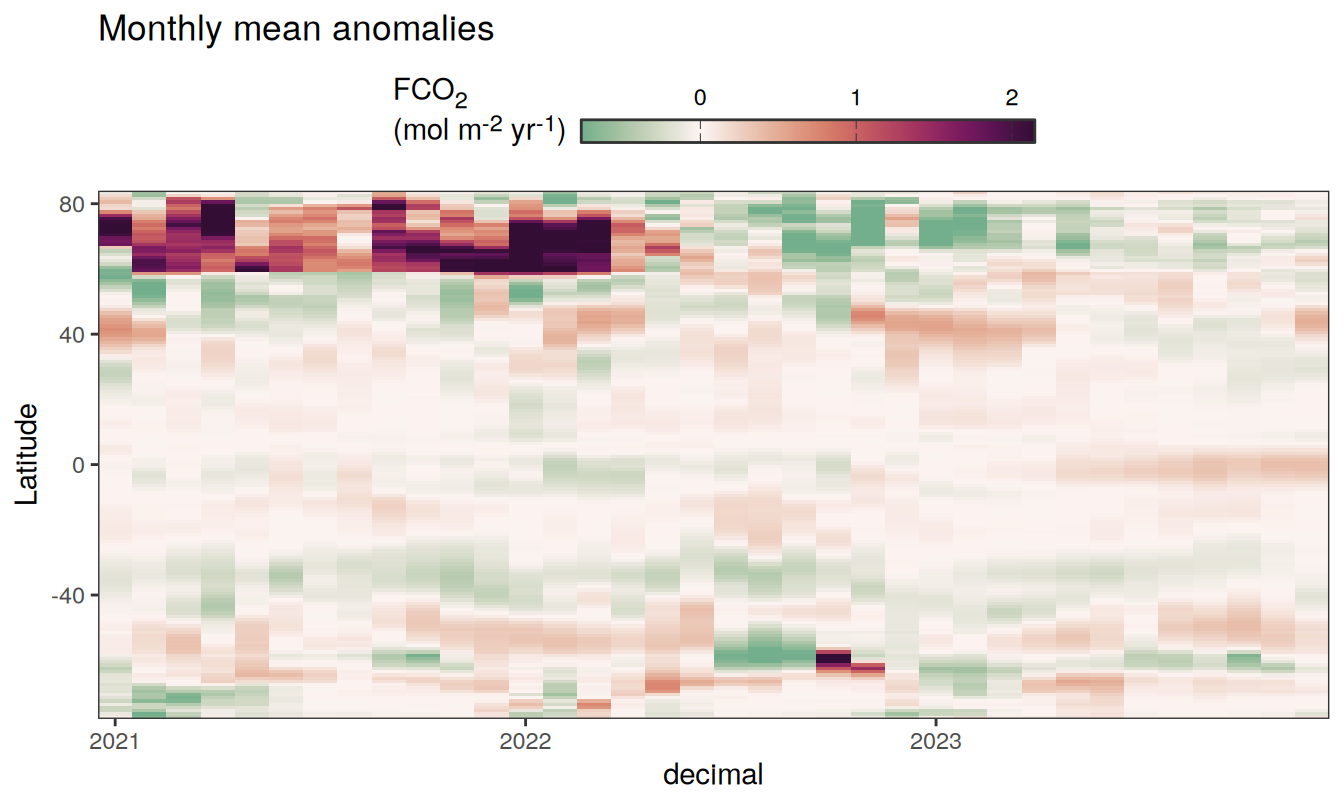 Monthly mean anomalies
FCO₂
(mol m⁻² yr⁻¹)
0 1 2
Latitude
80
40
0
-40
2021 2022 2023
decimal